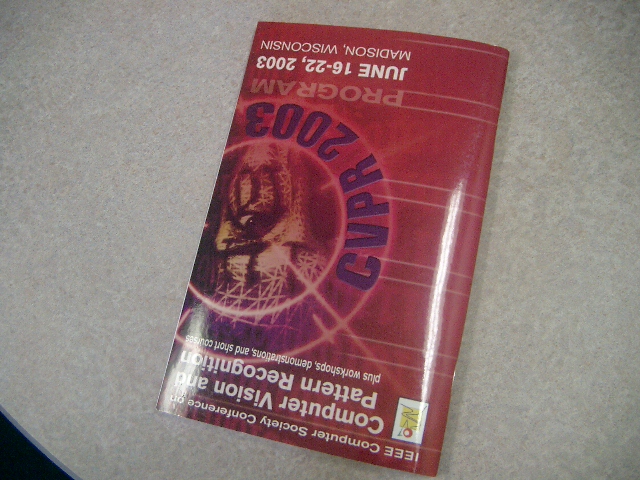 IEEE Computer Society Conference on
Computer Vision and
Pattern Recognition
plus workshops, demonstrations, and short courses
CVPR 2003
PROGRAM
JUNE 16-22, 2003
MADISON, WISCONSIN